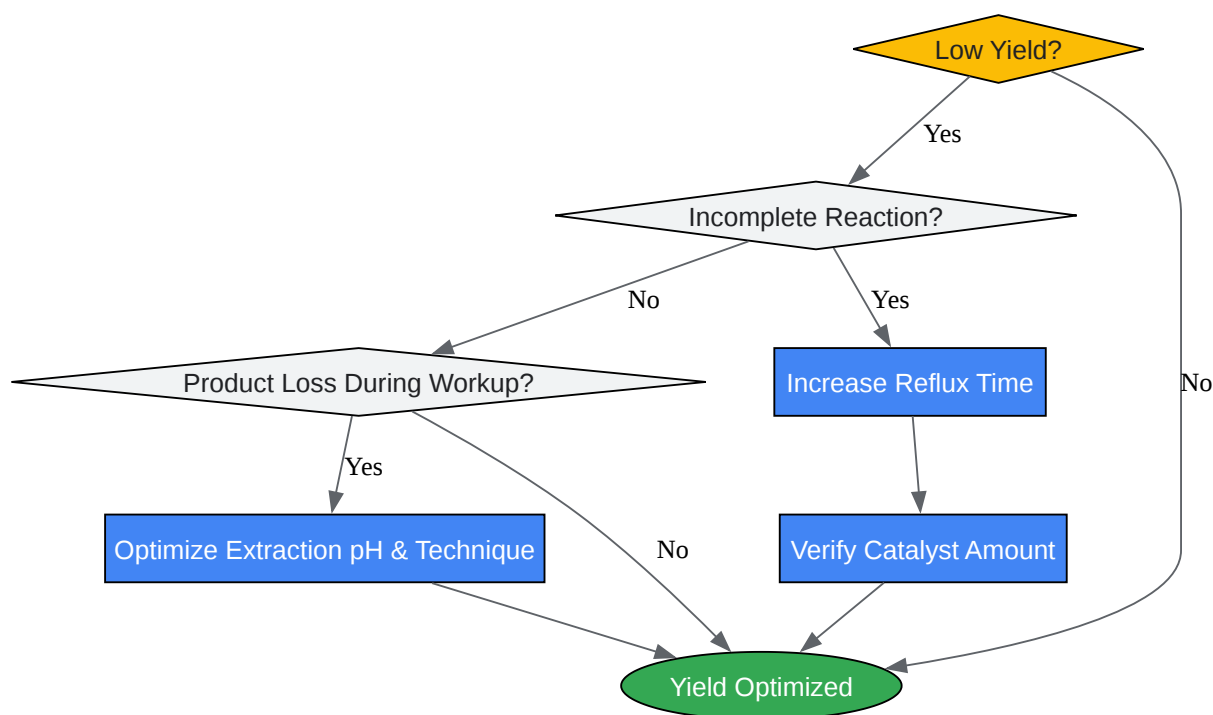 Low Yield?
Yes
Incomplete Reaction?
No
Yes
Product Loss During Workup?
Increase Reflux Time
No
Yes
Optimize Extraction pH & Technique
No
Verify Catalyst Amount
Yield Optimized